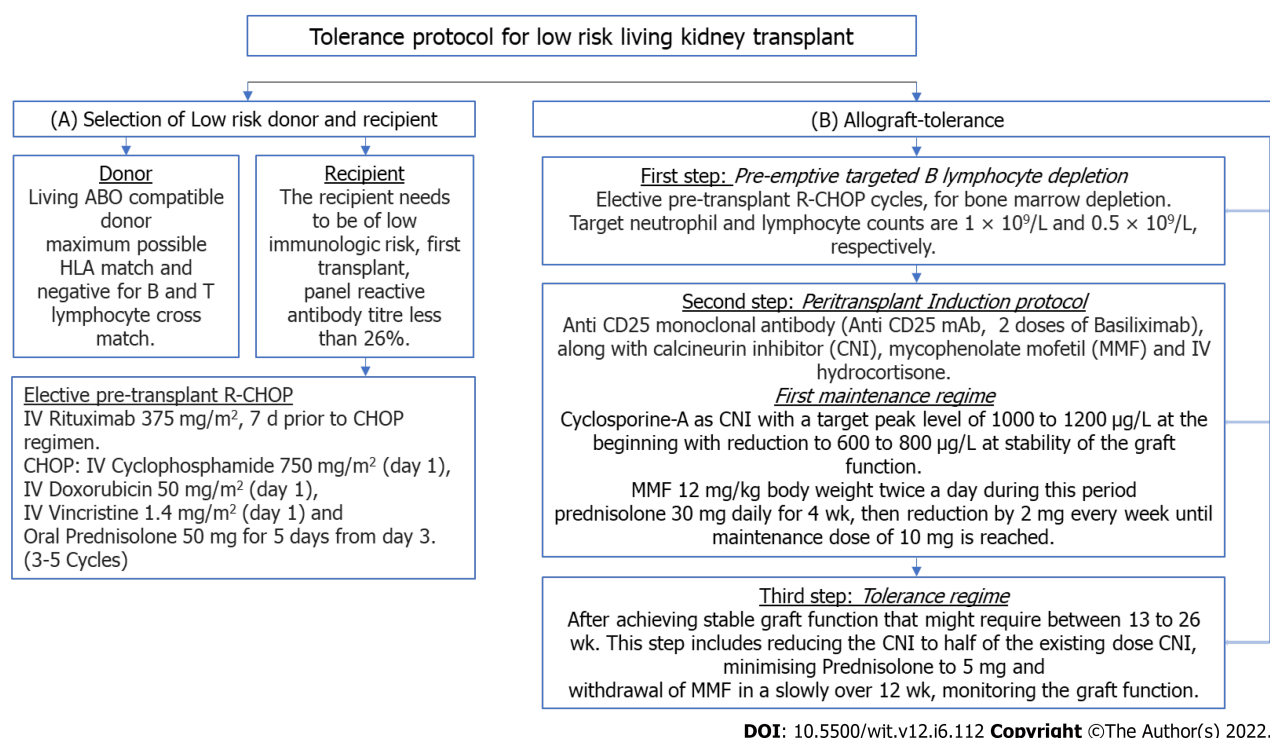 Tolerance protocol for low risk living kidney transplant
(A) Selection of Low risk donor and recipient
Donor
Living ABO compatible
donor
maximum possible
HLA match and
negative for B and T
lymphocyte cross
match.
Recipient
The recipient needs
to be of low
immunologic risk, first
transplant,
panel reactive
antibody titre less
than 26%.
Elective pre-transplant R-CHOP
IV Rituximab 375 mg/m², 7 d prior to CHOP
regimen.
CHOP: IV Cyclophosphamide 750 mg/m² (day 1),
IV Doxorubicin 50 mg/m² (day 1),
IV Vincristine 1.4 mg/m² (day 1) and
Oral Prednisolone 50 mg for 5 days from day 3.
(3-5 Cycles)
(B) Allograft-tolerance
First step: Pre-emptive targeted B lymphocyte depletion
Elective pre-transplant R-CHOP cycles, for bone marrow depletion.
Target neutrophil and lymphocyte counts are 1 × 10⁹/L and 0.5 × 10⁹/L,
respectively.
Second step: Peritransplant Induction protocol
Anti CD25 monoclonal antibody (Anti CD25 mAb, 2 doses of Basiliximab),
along with calcineurin inhibitor (CNI), mycophenolate mofetil (MMF) and IV
hydrocortisone.
First maintenance regime
Cyclosporine-A as CNI with a target peak level of 1000 to 1200 µg/L at the
beginning with reduction to 600 to 800 µg/L at stability of the graft
function.
MMF 12 mg/kg body weight twice a day during this period
prednisolone 30 mg daily for 4 wk, then reduction by 2 mg every week until
maintenance dose of 10 mg is reached.
Third step: Tolerance regime
After achieving stable graft function that might require between 13 to 26
wk. This step includes reducing the CNI to half of the existing dose CNI,
minimising Prednisolone to 5 mg and
withdrawal of MMF in a slowly over 12 wk, monitoring the graft function.
DOI: 10.5500/wjt.v12.i6.112 Copyright ©The Author(s) 2022.